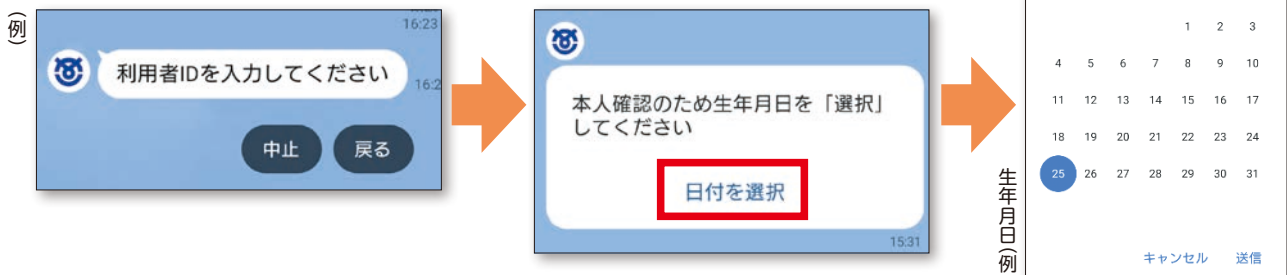 (例)
16:23
利用者IDを入力してください
中止 戻る
本人確認のため生年月日を「選択」
してください
日付を選択
15:31
生年月日(例
1 2 3
4 5 6 7 8 9 10
11 12 13 14 15 16 17
18 19 20 21 22 23 24
25 26 27 28 29 30 31
キャンセル 送信